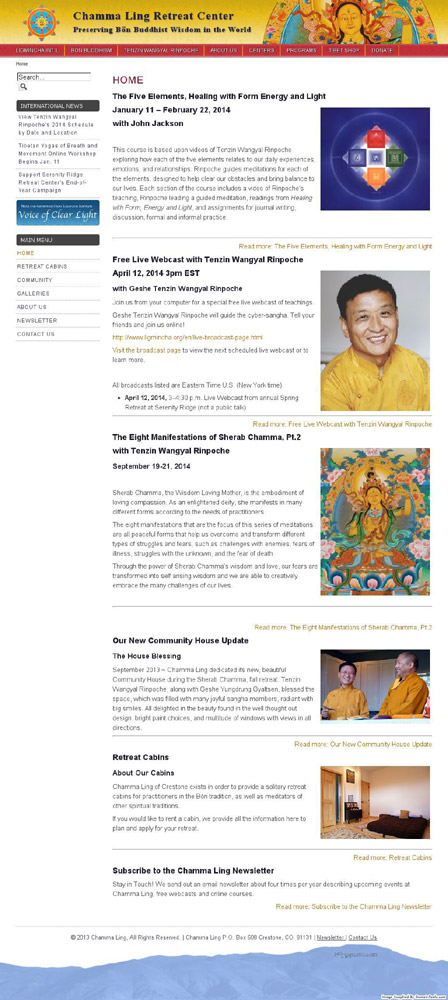 Chamma Ling Retreat Center
Preserving Bön Buddhist Wisdom in the World
LIGMINCHA INT'L
BÖN BUDDHISM
TENZIN WANGYAL RINPOCHE
ABOUT US
CENTERS
PROGRAMS
TIBET SHOP
DONATE
Home
Search...
INTERNATIONAL NEWS
View Tenzin Wangyal
Rinpoche's 2014 Schedule
by Date and Location
Tibetan Yogas of Breath and
Movement Online Workshop
Begins Jan. 11
Support Serenity Ridge
Retreat Center's End-of-
Year Campaign
Voice of Clear Light
MAIN MENU
HOME
RETREAT CABINS
COMMUNITY
GALLERIES
ABOUT US
NEWSLETTER
CONTACT US
HOME
The Five Elements, Healing with Form Energy and Light
January 11 – February 22, 2014
with John Jackson
This course is based upon videos of Tenzin Wangyal Rinpoche
exploring how each of the five elements relates to our daily experiences,
emotions, and relationships. Rinpoche guides meditations for each of
the elements, designed to help clear our obstacles and bring balance to
our lives. Each section of the course includes a video of Rinpoche's
teaching, Rinpoche leading a guided meditation, readings from Healing
with Form, Energy and Light, and assignments for journal writing,
discussion, formal and informal practice.
Read more: The Five Elements, Healing with Form Energy and Light
Free Live Webcast with Tenzin Wangyal Rinpoche
April 12, 2014 3pm EST
with Geshe Tenzin Wangyal Rinpoche
Join us from your computer for a special free live webcast of teachings.
Geshe Tenzin Wangyal Rinpoche will guide the cyber-sangha. Tell your
friends and join us online!
http://www.ligmincha.org/en/live-broadcast-page.html
Visit the broadcast page to view the next scheduled live webcast or to
learn more.
All broadcasts listed are Eastern Time U.S. (New York time)
• April 12, 2014, 3–4:30 p.m. Live Webcast from annual Spring
Retreat at Serenity Ridge (not a public talk)
Read more: Free Live Webcast with Tenzin Wangyal Rinpoche
The Eight Manifestations of Sherab Chamma, Pt.2
with Tenzin Wangyal Rinpoche
September 19-21, 2014
Sherab Chamma, the Wisdom Loving Mother, is the embodiment of
loving compassion. As an enlightened deity, she manifests in many
different forms according to the needs of practitioners.
The eight manifestations that are the focus of this series of meditations
are all peaceful forms that help us overcome and transform different
types of struggles and fears, such as challenges with enemies, fears of
illness, struggles with the unknown, and the fear of death.
Through the power of Sherab Chamma's wisdom and love, our fears are
transformed into self arising wisdom and we are able to creatively
embrace the many challenges of our lives.
Read more: The Eight Manifestations of Sherab Chamma, Pt.2
Our New Community House Update
The House Blessing
September 2013 – Chamma Ling dedicated its new, beautiful
Community House during the Sherab Chamma, fall retreat. Tenzin
Wangyal Rinpoche, along with Geshe Yungdrung Gyaltsen, blessed the
space, which was filled with many joyful sangha members, radiant with
big smiles. All delighted in the beauty found in the well thought out
design, bright paint choices, and multitude of windows with views in all
directions.
Read more: Our New Community House Update
Retreat Cabins
About Our Cabins
Chamma Ling of Crestone exists in order to provide a solitary retreat
cabins for practitioners in the Bön tradition, as well as meditators of
other spiritual traditions.
If you would like to rent a cabin, we provide all the information here to
plan and apply for your retreat.
Read more: Retreat Cabins
Subscribe to the Chamma Ling Newsletter
Stay in Touch! We send out an email newsletter about four times per year describing upcoming events at
Chamma Ling, free webcasts and online courses.
Read more: Subscribe to the Chamma Ling Newsletter
© 2013 Chamma Ling, All Rights Reserved. | Chamma Ling P.O. Box 599 Crestone, CO. 81131 | Newsletter | Contact Us